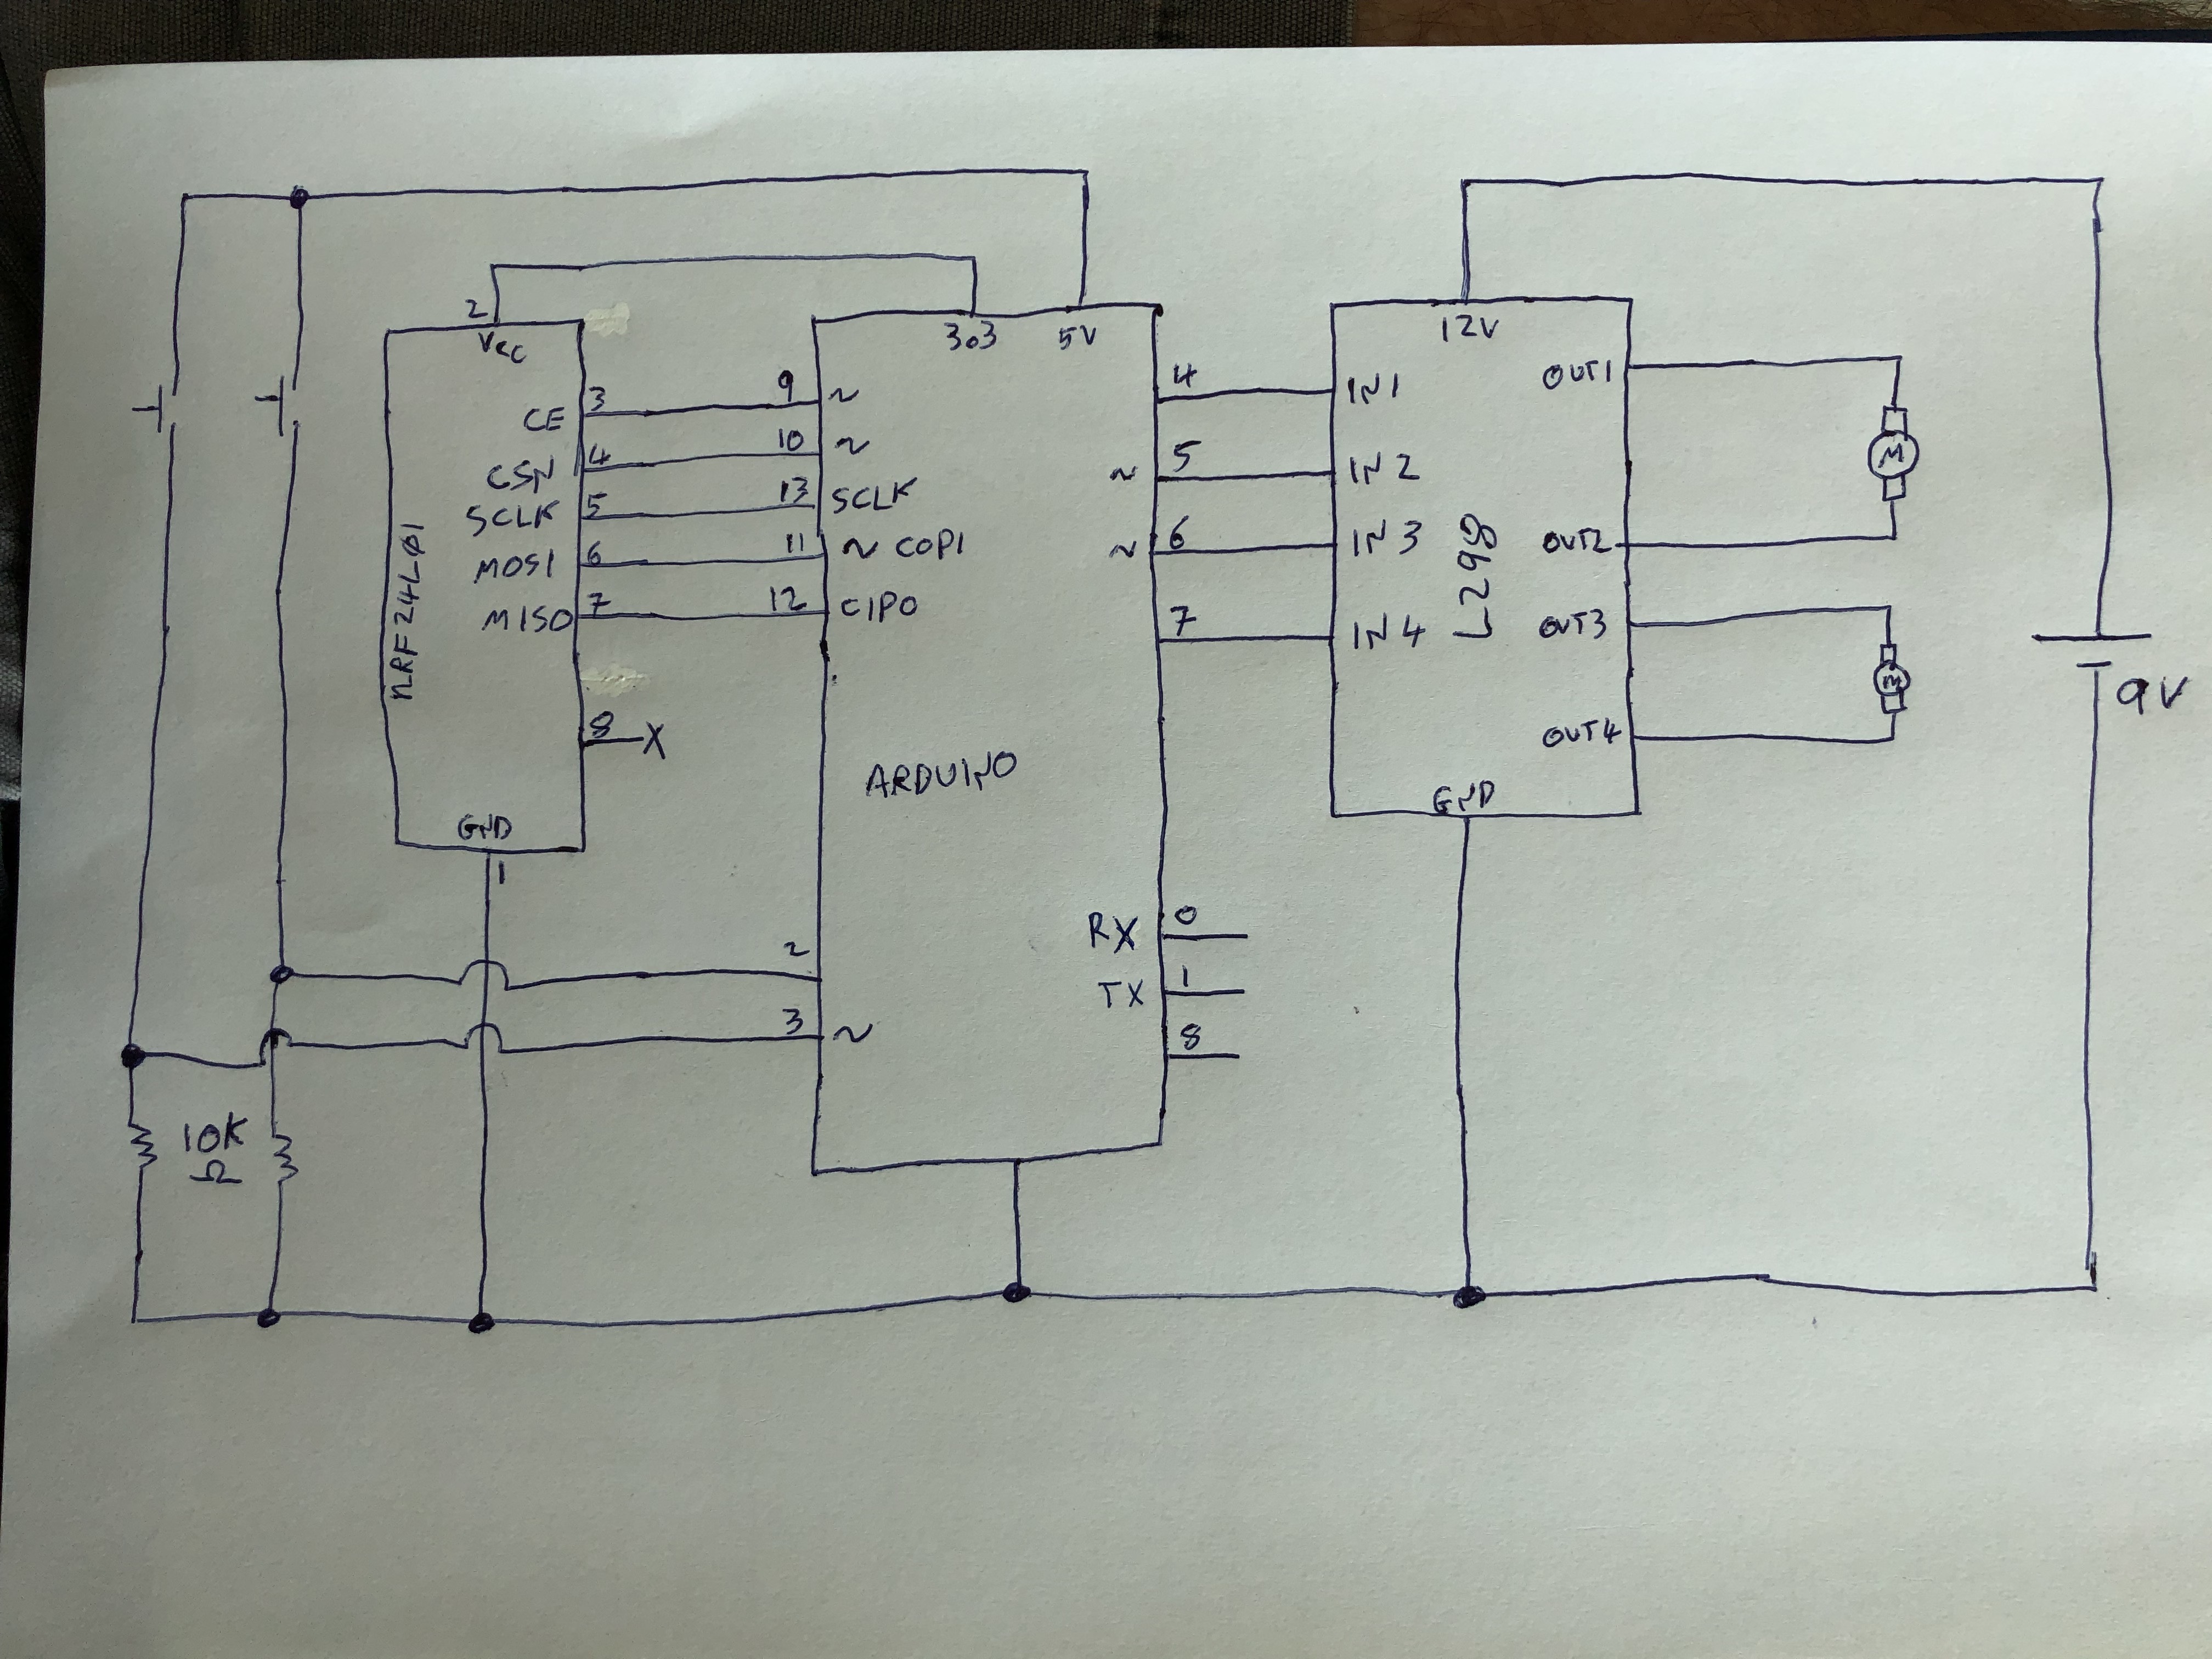 2
Vcc
CE 3
CSN 4
SCLK 5
MOSI 6
MISO 7
8 X
nRF24L01
GND
1
3o3 5V
9 ~
10 ~
13 SCLK
11 ~ COPI
12 CIPO
ARDUINO
2
3 ~
4
~ 5
~ 6
7
RX 0
TX 1
8
12V
IN1
IN2
IN3
IN4
L298
OUT1
OUT2
OUT3
OUT4
GND
M
M
9V
10K
Ω